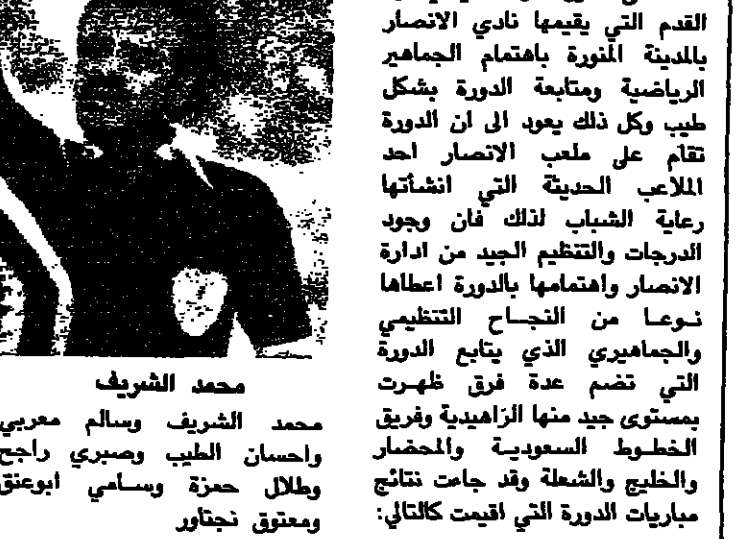 القدم التي يقيمها نادي الانصار
بالمدينة المنورة باهتمام الجماهير
الرياضية ومتابعة الدورة بشكل
طيب وكل ذلك يعود الى ان الدورة
تقام على ملعب الانصار احد
الملاعب الحديثة التي انشأتها
رعاية الشباب لذلك فان وجود
الدرجات والتنظيم الجيد من ادارة
الانصار واهتمامها بالدورة اعطاها
نوعا من النجاح التنظيمي
والجماهيري الذي يتابع الدورة
التي تضم عدة فرق ظهرت
بمستوى جيد منها الزاهيدية وفريق
الخطوط السعودية والمحضار
والخليج والشعلة وقد جاءت نتائج
مباريات الدورة التي اقيمت كالتالي:
محمد الشريف
محمد الشريف وسالم معربي
واحسان الطيب وصبري راجح
وطلال حمزة وسامي ابوعنق
ومعتوق نجتاور